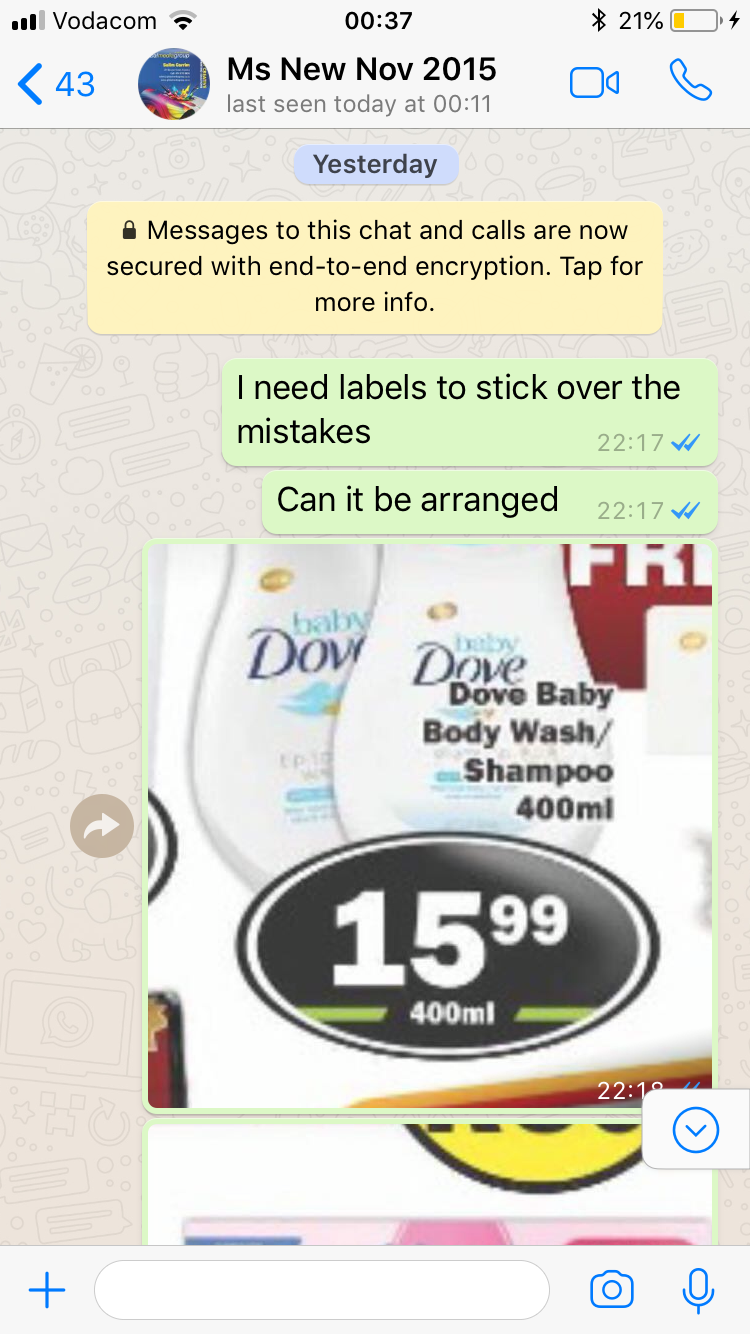 Vodacom 00:37 21%
43 Ms New Nov 2015
last seen today at 00:11
Yesterday
Messages to this chat and calls are now
secured with end-to-end encryption. Tap for
more info.
I need labels to stick over the
mistakes 22:17
Can it be arranged 22:17
FR
baby
Dove
baby
Dove
Dove Baby
Body Wash/
Shampoo
400ml
15 99
400ml
22:18